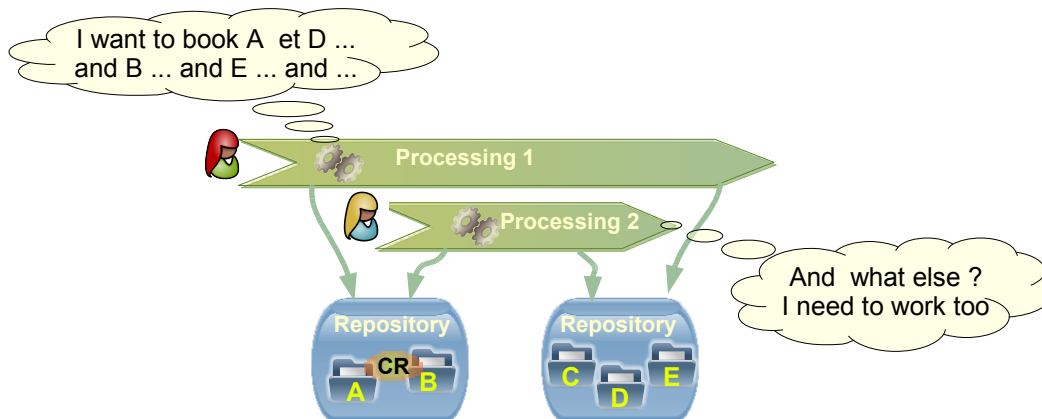 I want to book A et D ...
and B ... and E ... and ...
Processing 1
Processing 2
And what else ?
I need to work too
Repository
Repository
A
CR
B
C
D
E